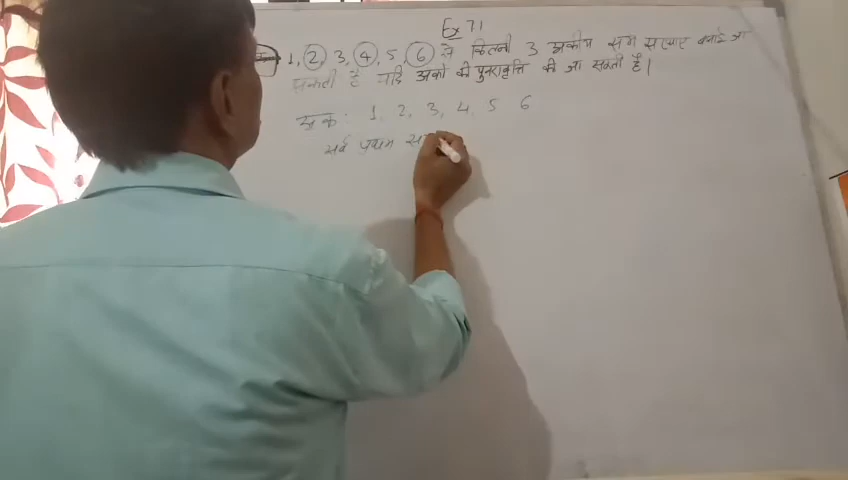 Ex 7.1
1, 2, 3, 4, 5, 6 से कितनी 3 अंकीय सम संख्याएं बनाई जा
सकती हैं यदि अंको की पुनरावृत्ति की जा सकती है।
अंक: 1, 2, 3, 4, 5 6
सर्व प्रथम